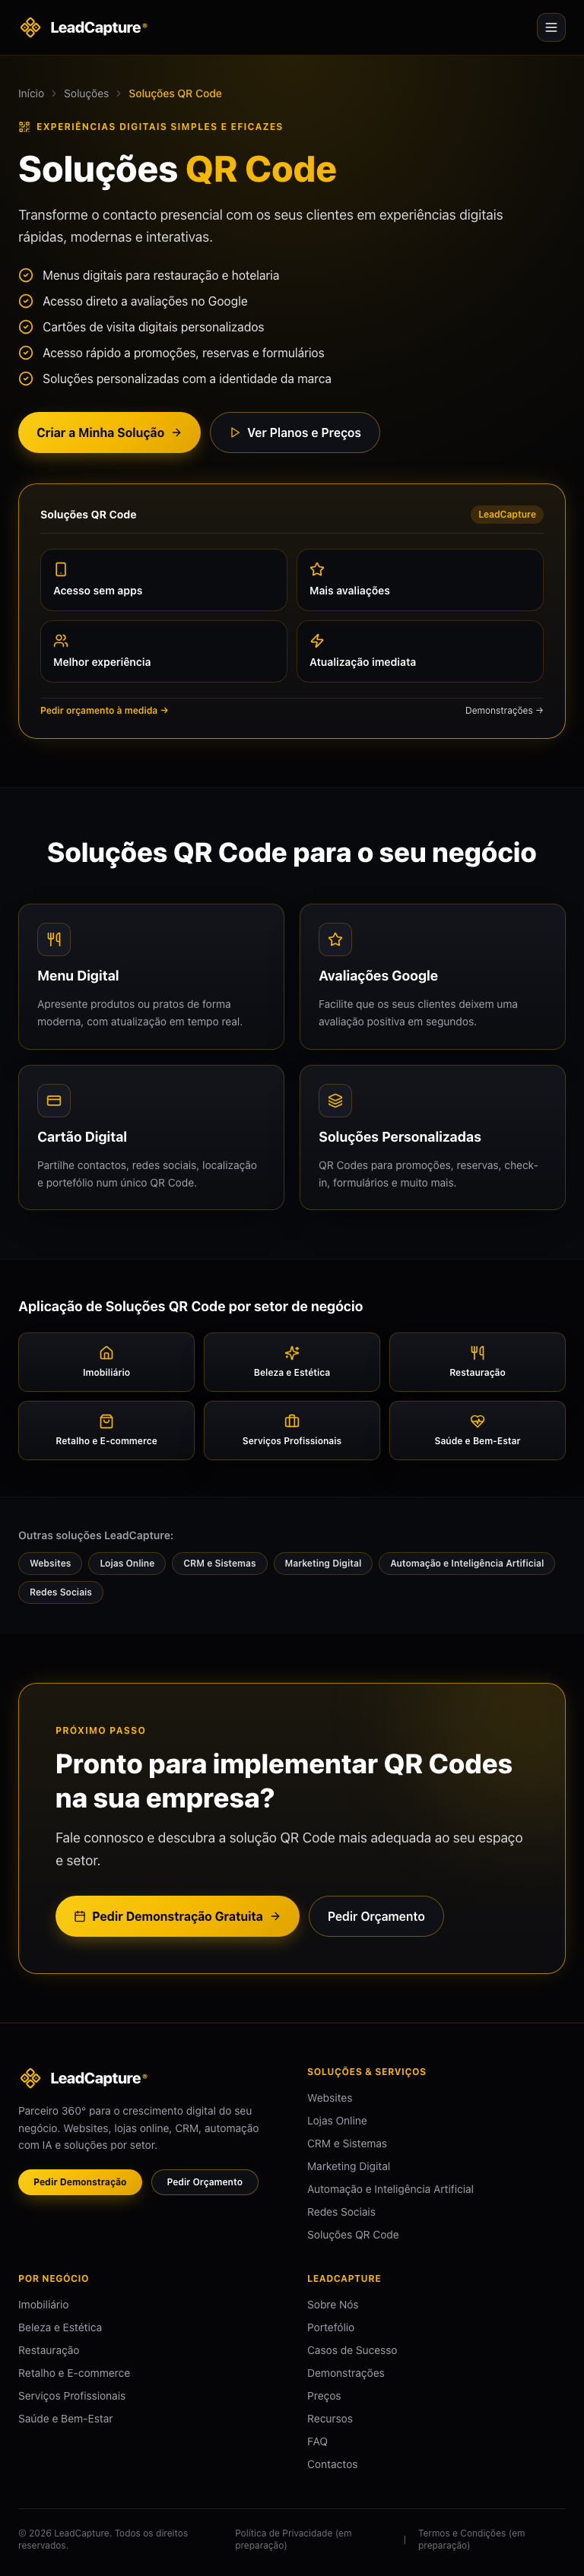 LeadCapture®
Início > Soluções > Soluções QR Code
EXPERIÊNCIAS DIGITAIS SIMPLES E EFICAZES
Soluções QR Code
Transforme o contacto presencial com os seus clientes em experiências digitais
rápidas, modernas e interativas.
Menus digitais para restauração e hotelaria
Acesso direto a avaliações no Google
Cartões de visita digitais personalizados
Acesso rápido a promoções, reservas e formulários
Soluções personalizadas com a identidade da marca
Criar a Minha Solução →
Ver Planos e Preços
Soluções QR Code
LeadCapture
Acesso sem apps
Mais avaliações
Melhor experiência
Atualização imediata
Pedir orçamento à medida →
Demonstrações →
Soluções QR Code para o seu negócio
Menu Digital
Apresente produtos ou pratos de forma
moderna, com atualização em tempo real.
Avaliações Google
Facilite que os seus clientes deixem uma
avaliação positiva em segundos.
Cartão Digital
Partilhe contactos, redes sociais, localização
e portefólio num único QR Code.
Soluções Personalizadas
QR Codes para promoções, reservas, check-
in, formulários e muito mais.
Aplicação de Soluções QR Code por setor de negócio
Imobiliário
Beleza e Estética
Restauração
Retalho e E-commerce
Serviços Profissionais
Saúde e Bem-Estar
Outras soluções LeadCapture:
Websites
Lojas Online
CRM e Sistemas
Marketing Digital
Automação e Inteligência Artificial
Redes Sociais
PRÓXIMO PASSO
Pronto para implementar QR Codes
na sua empresa?
Fale connosco e descubra a solução QR Code mais adequada ao seu espaço
e setor.
Pedir Demonstração Gratuita →
Pedir Orçamento
LeadCapture®
Parceiro 360° para o crescimento digital do seu
negócio. Websites, lojas online, CRM, automação
com IA e soluções por setor.
Pedir Demonstração
Pedir Orçamento
SOLUÇÕES & SERVIÇOS
Websites
Lojas Online
CRM e Sistemas
Marketing Digital
Automação e Inteligência Artificial
Redes Sociais
Soluções QR Code
POR NEGÓCIO
Imobiliário
Beleza e Estética
Restauração
Retalho e E-commerce
Serviços Profissionais
Saúde e Bem-Estar
LEADCAPTURE
Sobre Nós
Portefólio
Casos de Sucesso
Demonstrações
Preços
Recursos
FAQ
Contactos
© 2026 LeadCapture. Todos os direitos
reservados.
Política de Privacidade (em
preparação)
|
Termos e Condições (em
preparação)